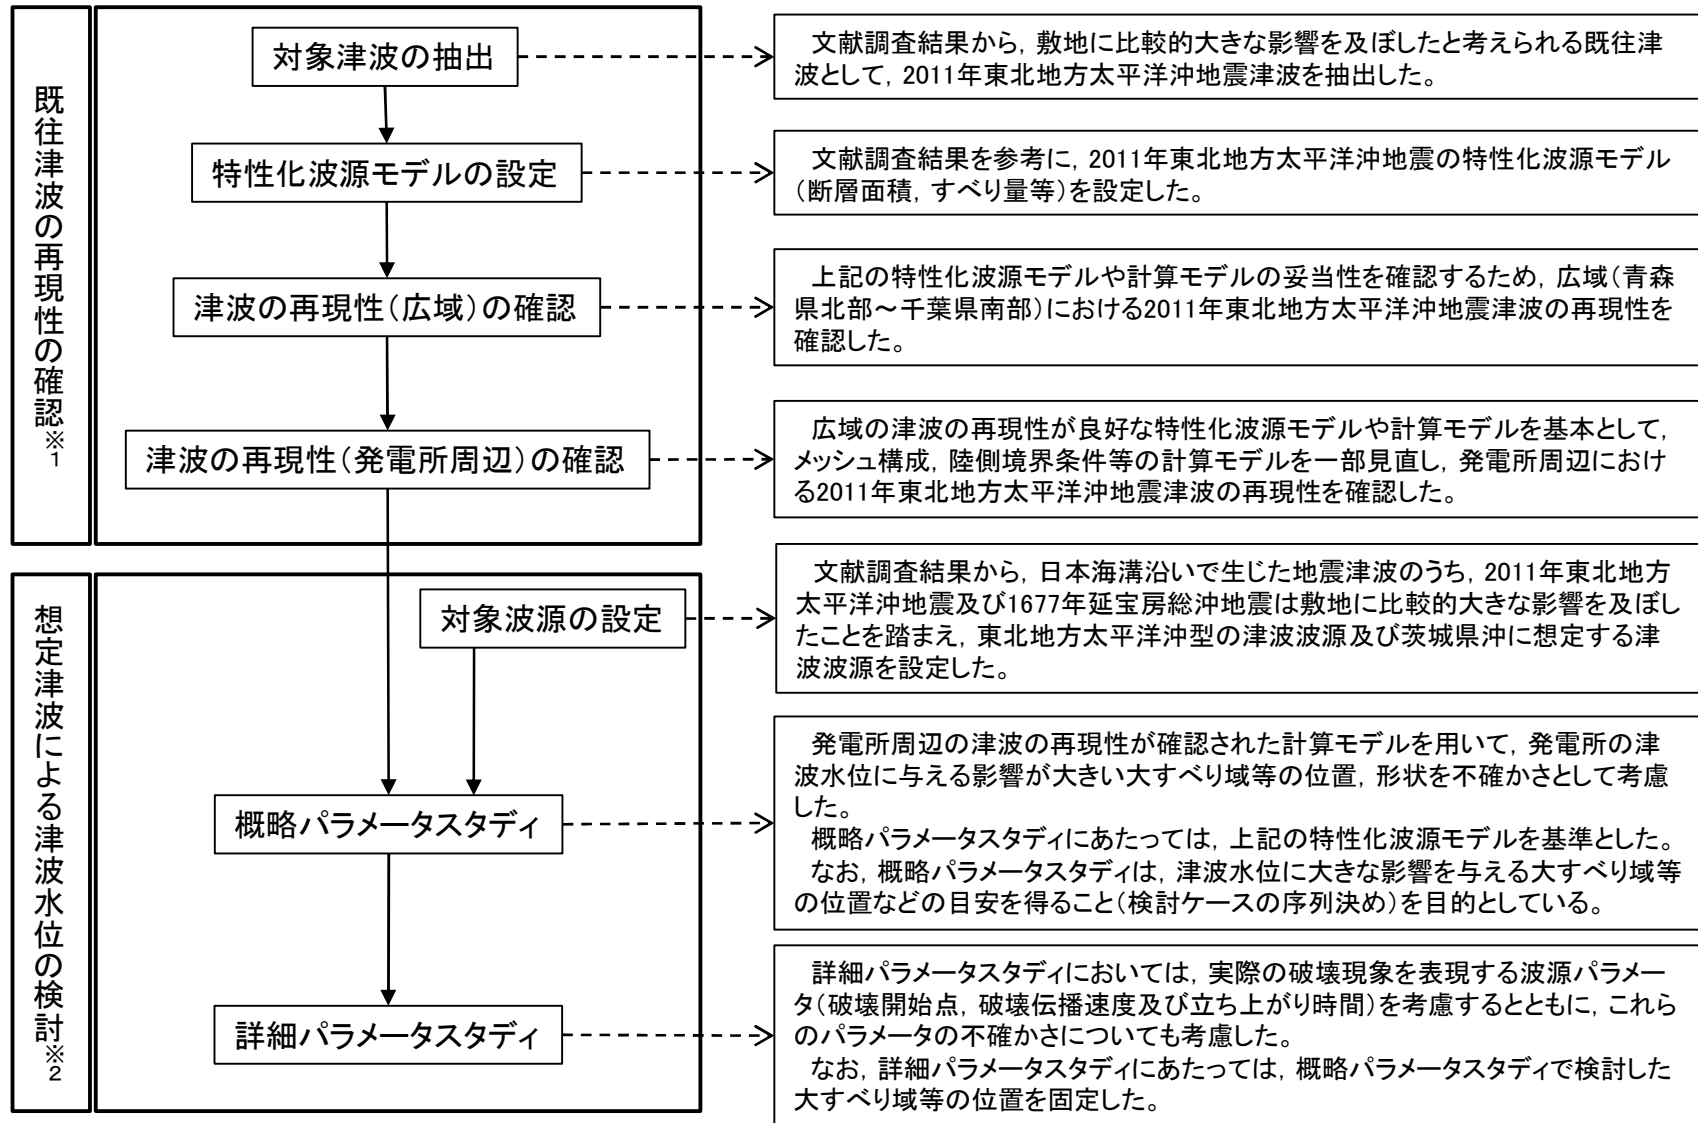 既往津波の再現性の確認※1
対象津波の抽出
文献調査結果から，敷地に比較的大きな影響を及ぼしたと考えられる既往津
波として，2011年東北地方太平洋沖地震津波を抽出した。
特性化波源モデルの設定
文献調査結果を参考に，2011年東北地方太平洋沖地震の特性化波源モデル
（断層面積，すべり量等）を設定した。
津波の再現性（広域）の確認
上記の特性化波源モデルや計算モデルの妥当性を確認するため，広域（青森
県北部～千葉県南部）における2011年東北地方太平洋沖地震津波の再現性を
確認した。
津波の再現性（発電所周辺）の確認
広域の津波の再現性が良好な特性化波源モデルや計算モデルを基本として，
メッシュ構成，陸側境界条件等の計算モデルを一部見直し，発電所周辺におけ
る2011年東北地方太平洋沖地震津波の再現性を確認した。
想定津波による津波水位の検討※2
対象波源の設定
文献調査結果から，日本海溝沿いで生じた地震津波のうち，2011年東北地方
太平洋沖地震及び1677年延宝房総沖地震は敷地に比較的大きな影響を及ぼし
たことを踏まえ，東北地方太平洋沖型の津波波源及び茨城県沖に想定する津
波波源を設定した。
概略パラメータスタディ
発電所周辺の津波の再現性が確認された計算モデルを用いて，発電所の津
波水位に与える影響が大きい大すべり域等の位置，形状を不確かさとして考慮
した。
概略パラメータスタディにあたっては，上記の特性化波源モデルを基準とした。
なお，概略パラメータスタディは，津波水位に大きな影響を与える大すべり域等
の位置などの目安を得ること（検討ケースの序列決め）を目的としている。
詳細パラメータスタディ
詳細パラメータスタディにおいては，実際の破壊現象を表現する波源パラメー
タ（破壊開始点，破壊伝播速度及び立ち上がり時間）を考慮するとともに，これら
のパラメータの不確かさについても考慮した。
なお，詳細パラメータスタディにあたっては，概略パラメータスタディで検討した
大すべり域等の位置を固定した。